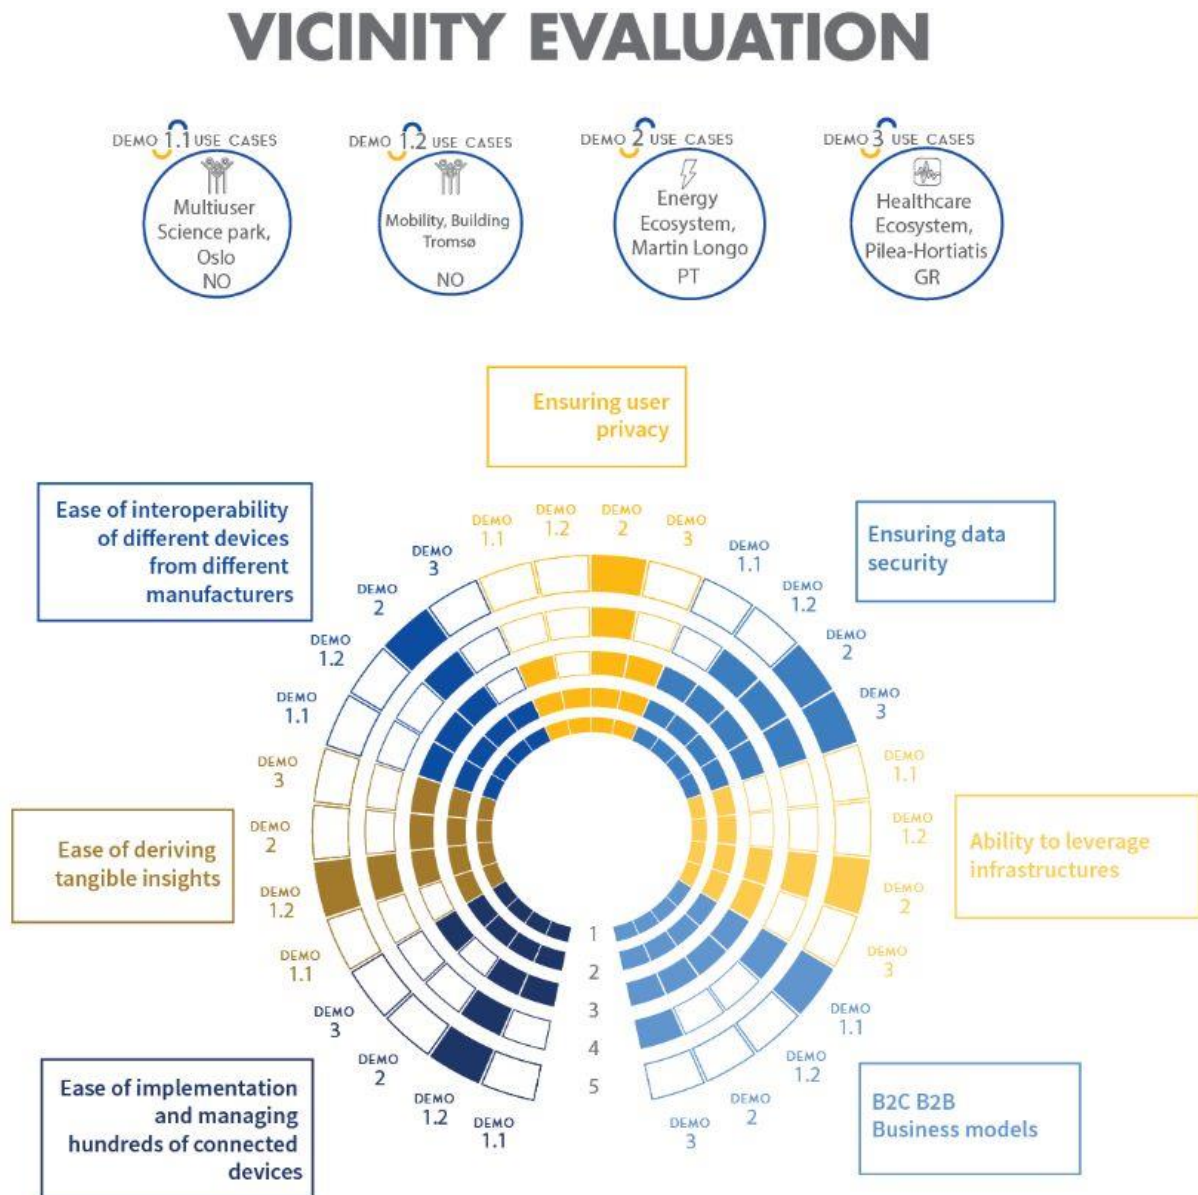 VICINITY EVALUATION
DEMO 1.1 USE CASES
Multiuser
Science park,
Oslo
NO
DEMO 1.2 USE CASES
Mobility, Building
Tromsø
NO
DEMO 2 USE CASES
Energy
Ecosystem,
Martin Longo
PT
DEMO 3 USE CASES
Healthcare
Ecosystem,
Pilea-Hortiatis
GR
Ensuring user
privacy
DEMO
1.1
DEMO
1.2
DEMO
2
DEMO
3
Ease of interoperability
of different devices
from different
manufacturers
DEMO
3
DEMO
2
DEMO
1.2
DEMO
1.1
Ensuring data
security
DEMO
1.1
DEMO
1.2
DEMO
2
DEMO
3
Ease of deriving
tangible insights
DEMO
3
DEMO
2
DEMO
1.2
DEMO
1.1
Ability to leverage
infrastructures
DEMO
1.1
DEMO
1.2
DEMO
2
DEMO
3
1
2
3
4
5
Ease of implementation
and managing
hundreds of connected
devices
DEMO
3
DEMO
2
DEMO
1.2
DEMO
1.1
B2C B2B
Business models
DEMO
1.1
DEMO
1.2
DEMO
2
DEMO
3